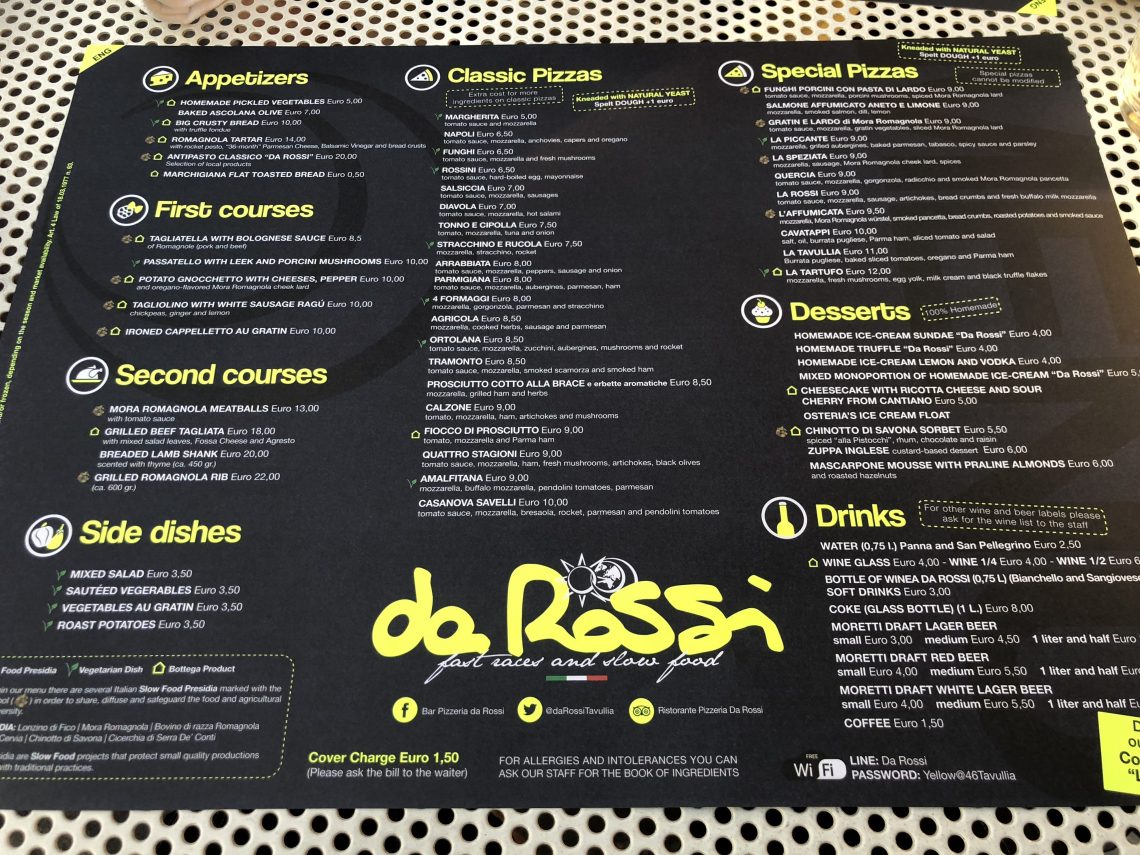 ENG
Appetizers
HOMEMADE PICKLED VEGETABLES Euro 5,00
BAKED ASCOLANA OLIVE Euro 7,00
BIG CRUSTY BREAD Euro 10,00
with truffle fondue
ROMAGNOLA TARTAR Euro 14,00
with rocket pesto, "36-month" Parmesan Cheese, Balsamic Vinegar and bread crusts
ANTIPASTO CLASSICO "DA ROSSI" Euro 20,00
Selection of local products
MARCHIGIANA FLAT TOASTED BREAD Euro 0,50
First courses
TAGLIATELLA WITH BOLOGNESE SAUCE Euro 8,5
of Romagnole (pork and beef)
PASSATELLO WITH LEEK AND PORCINI MUSHROOMS Euro 10,00
POTATO GNOCCHETTO WITH CHEESES, PEPPER Euro 10,00
and oregano-flavored Mora Romagnola cheek lard
TAGLIOLINO WITH WHITE SAUSAGE RAGÚ Euro 10,00
chickpeas, ginger and lemon
IRONED CAPPELLETTO AU GRATIN Euro 10,00
Second courses
MORA ROMAGNOLA MEATBALLS Euro 13,00
with tomato sauce
GRILLED BEEF TAGLIATA Euro 18,00
with mixed salad leaves, Fossa Cheese and Agresto
BREADED LAMB SHANK Euro 20,00
scented with thyme (ca. 450 gr.)
GRILLED ROMAGNOLA RIB Euro 22,00
(ca. 600 gr.)
Side dishes
MIXED SALAD Euro 3,50
SAUTÉED VEGERABLES Euro 3,50
VEGETABLES AU GRATIN Euro 3,50
ROAST POTATOES Euro 3,50
Food Presidia Vegetarian Dish Bottega Product
in our menu there are several Italian Slow Food Presidia marked with the
ol ( ) in order to share, diffuse and safeguard the food and agricultural
versity.
DIA: Lonzino di Fico | Mora Romagnola | Bovino di razza Romagnola
Cervia | Chinotto di Savona | Cicerchia di Serra De' Conti
idia are Slow Food projects that protect small quality productions
with traditional practices.
or frozen, depending on the season and market availability. Art. 4 Law of 18.03.1977 n. 63.
Classic Pizzas
Extra cost for more
ingredients on classic pizzas
Kneaded with NATURAL YEAST
Spelt DOUGH +1 euro
MARGHERITA Euro 5,00
tomato sauce and mozzarella
NAPOLI Euro 6,50
tomato sauce, mozzarella, anchovies, capers and oregano
FUNGHI Euro 6,50
tomato sauce, mozzarella and fresh mushrooms
ROSSINI Euro 6,50
tomato sauce, hard-boiled egg, mayonnaise
SALSICCIA Euro 7,00
tomato sauce, mozzarella, sausages
DIAVOLA Euro 7,00
tomato sauce, mozzarella, hot salami
TONNO E CIPOLLA Euro 7,50
tomato, mozzarella, tuna and onion
STRACCHINO E RUCOLA Euro 7,50
mozzarella, stracchino, rocket
ARRABBIATA Euro 8,00
tomato sauce, mozzarella, peppers, sausage and onion
PARMIGIANA Euro 8,00
tomato sauce, mozzarella, aubergines, parmesan, ham
4 FORMAGGI Euro 8,00
mozzarella, gorgonzola, parmesan and stracchino
AGRICOLA Euro 8,50
mozzarella, cooked herbs, sausage and parmesan
ORTOLANA Euro 8,50
tomato sauce, mozzarella, zucchini, aubergines, mushrooms and rocket
TRAMONTO Euro 8,50
tomato sauce, mozzarella, smoked scamorza and smoked ham
PROSCIUTTO COTTO ALLA BRACE e erbette aromatiche Euro 8,50
mozzarella, grilled ham and herbs
CALZONE Euro 9,00
tomato, mozzarella, ham, artichokes and mushrooms
FIOCCO DI PROSCIUTTO Euro 9,00
tomato, mozzarella and Parma ham
QUATTRO STAGIONI Euro 9,00
tomato sauce, mozzarella, ham, fresh mushrooms, artichokes, black olives
AMALFITANA Euro 9,00
mozzarella, buffalo mozzarella, pendolini tomatoes, parmesan
CASANOVA SAVELLI Euro 10,00
tomato sauce, mozzarella, bresaola, rocket, parmesan and pendolini tomatoes
da Rossi
fast races and slow food
Bar Pizzeria da Rossi @daRossiTavullia Ristorante Pizzeria Da Rossi
Cover Charge Euro 1,50
(Please ask the bill to the waiter)
FOR ALLERGIES AND INTOLERANCES YOU CAN
ASK OUR STAFF FOR THE BOOK OF INGREDIENTS
Special Pizzas
Kneaded with NATURAL YEAST
Spelt DOUGH +1 euro
Special pizzas
cannot be modified
FUNGHI PORCINI CON PASTA DI LARDO Euro 9,00
tomato sauce, mozzarella, porcini mushrooms, spiced Mora Romagnola lard
SALMONE AFFUMICATO ANETO E LIMONE Euro 9,00
mozzarella, smoked salmon, dill, lemon
GRATIN E LARDO di Mora Romagnola Euro 9,00
tomato sauce, mozzarella, gratin vegetables, sliced Mora Romagnola lard
LA PICCANTE Euro 9,00
mozzarella, grilled aubergines, baked parmesan, tabasco, spicy sauce and parsley
LA SPEZIATA Euro 9,00
mozzarella, sausage, Mora Romagnola cheek lard, spices
QUERCIA Euro 9,00
tomato sauce, mozzarella, gorgonzola, radicchio and smoked Mora Romagnola pancetta
LA ROSSI Euro 9,00
tomato sauce, mozzarella, sausage, artichokes, bread crumbs and fresh buffalo milk mozzarella
L'AFFUMICATA Euro 9,50
mozzarella, Mora Romagnola würstel, smoked pancetta, bread crumbs, roasted potatoes and smoked sauce
CAVATAPPI Euro 10,00
salt, oil, burrata pugliese, Parma ham, sliced tomato and salad
LA TAVULLIA Euro 11,00
Burrata pugliese, baked sliced tomatoes, oregano and Parma ham
LA TARTUFO Euro 12,00
mozzarella, fresh mushrooms, egg yolk, milk cream and black truffle flakes
Desserts
100% Homemade
HOMEMADE ICE-CREAM SUNDAE "Da Rossi" Euro 4,00
HOMEMADE TRUFFLE "Da Rossi" Euro 4,00
HOMEMADE ICE-CREAM LEMON AND VODKA Euro 4,00
MIXED MONOPORTION OF HOMEMADE ICE-CREAM "Da Rossi" Euro 5,
CHEESECAKE WITH RICOTTA CHEESE AND SOUR
CHERRY FROM CANTIANO Euro 5,00
OSTERIA'S ICE CREAM FLOAT
CHINOTTO DI SAVONA SORBET Euro 5,50
spiced "alla Pistocchi", rhum, chocolate and raisin
ZUPPA INGLESE custard-based dessert Euro 6,00
MASCARPONE MOUSSE WITH PRALINE ALMONDS Euro 6,00
and roasted hazelnuts
Drinks
For other wine and beer labels please
ask for the wine list to the staff
WATER (0,75 l.) Panna and San Pellegrino Euro 2,50
WINE GLASS Euro 4,00 - WINE 1/4 Euro 4,00 - WINE 1/2 Euro 6
BOTTLE OF WINEA DA ROSSI (0,75 L) (Bianchello and Sangiovese
SOFT DRINKS Euro 3,00
COKE (GLASS BOTTLE) (1 L.) Euro 8,00
MORETTI DRAFT LAGER BEER
small Euro 3,00 medium Euro 4,50 1 liter and half Euro
MORETTI DRAFT RED BEER
small Euro 4,00 medium Euro 5,50 1 liter and half Euro
MORETTI DRAFT WHITE LAGER BEER
small Euro 4,00 medium Euro 5,50 1 liter and half Eu
COFFEE Euro 1,50
FREE
Wi Fi
LINE: Da Rossi
PASSWORD: Yellow@46Tavullia